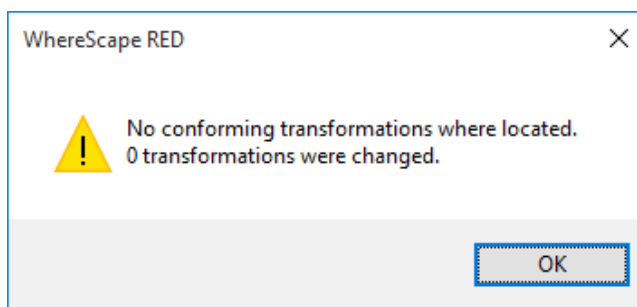 WhereScape RED
No conforming transformations where located.
0 transformations were changed.
OK